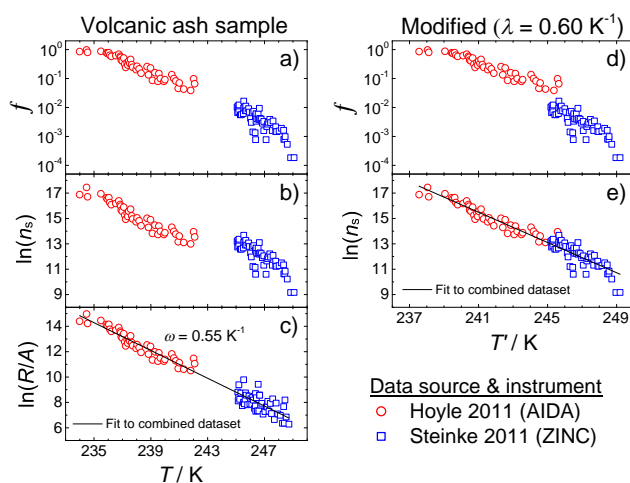 Volcanic ash sample
Modified (λ = 0.60 K⁻¹)
a)
10⁰
10⁻¹
10⁻²
10⁻³
10⁻⁴
f
b)
17
15
13
11
9
ln(nₛ)
c)
14
12
10
8
6
ln(R/A)
ω = 0.55 K⁻¹
Fit to combined dataset
235 239 243 247
T / K
d)
10⁰
10⁻¹
10⁻²
10⁻³
10⁻⁴
f
e)
17
15
13
11
9
ln(nₛ)
Fit to combined dataset
237 241 245 249
T' / K
Data source & instrument
Hoyle 2011 (AIDA)
Steinke 2011 (ZINC)